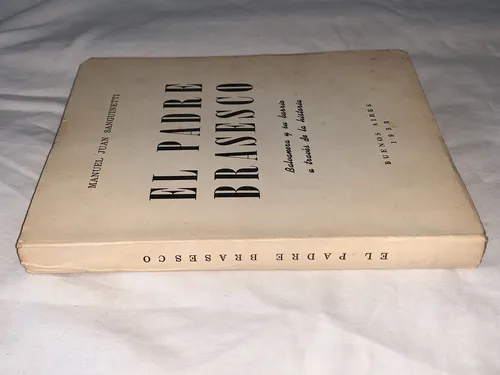 MANUEL JUAN SANGUINETTI
EL PADRE
BRASESCO
Balvanera y su barrio
a través de la historia
BUENOS AIRES
1953
EL PADRE BRASESCO